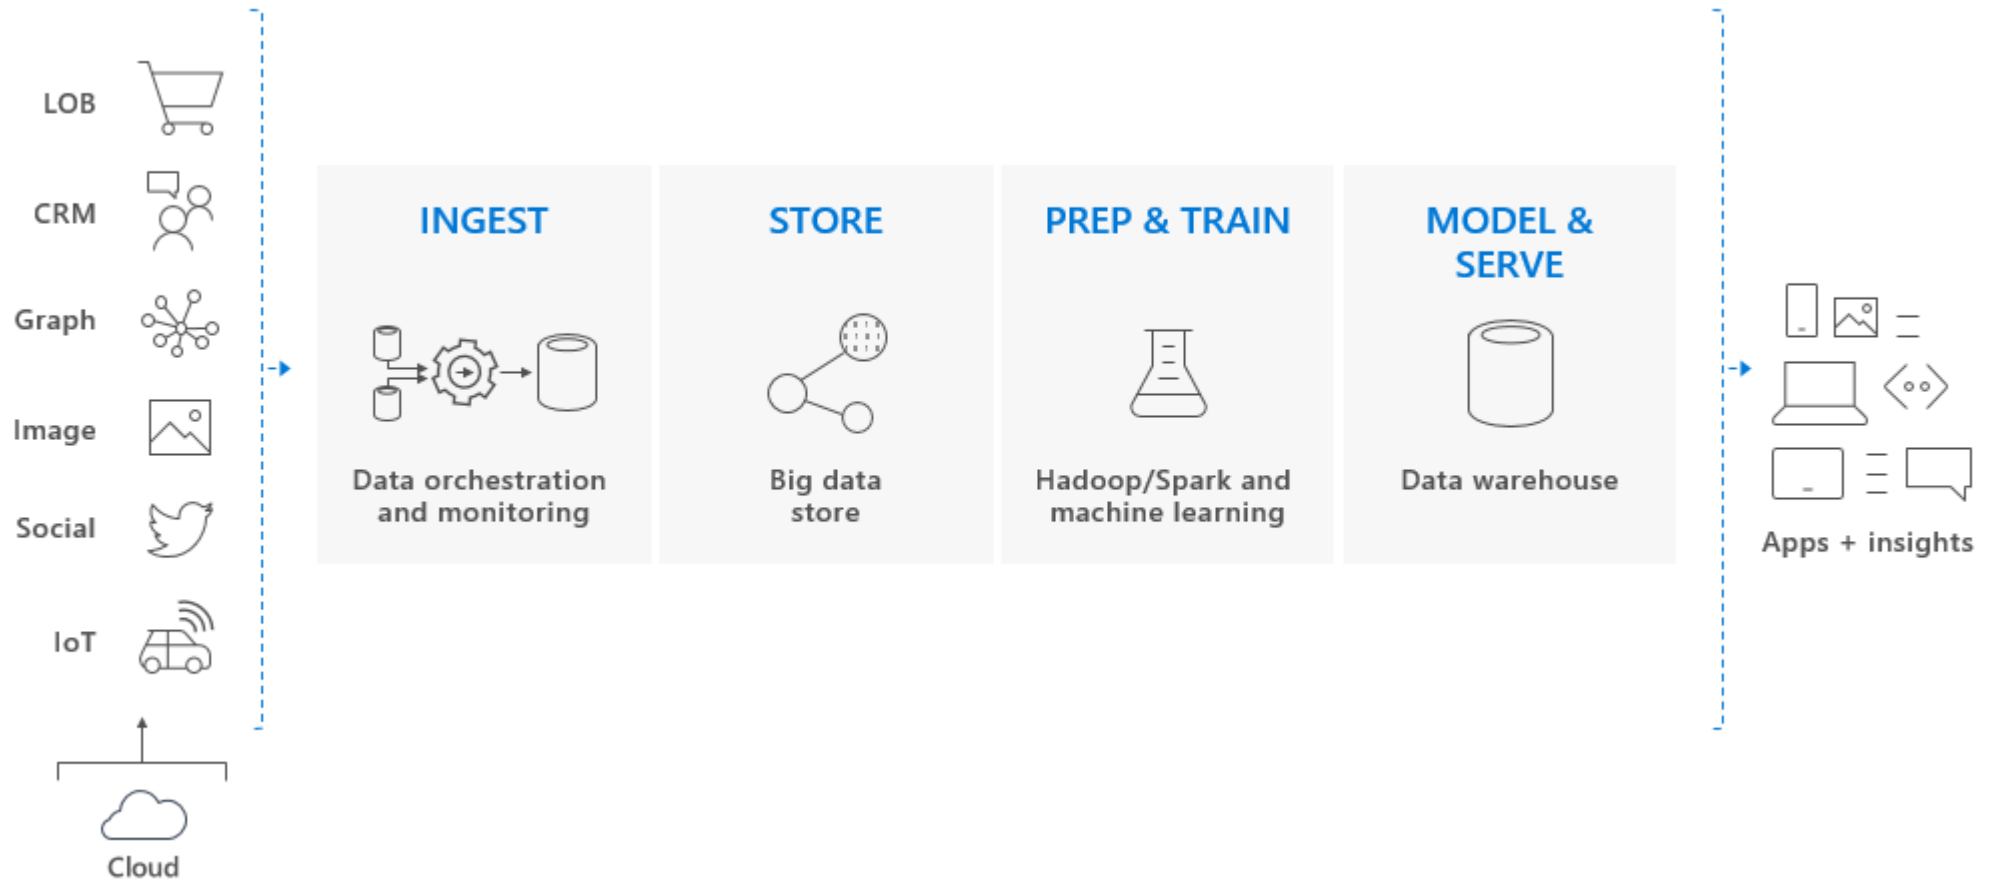 LOB
CRM
Graph
Image
Social
IoT
Cloud
INGEST
Data orchestration
and monitoring
STORE
Big data
store
PREP & TRAIN
Hadoop/Spark and
machine learning
MODEL &
SERVE
Data warehouse
Apps + insights